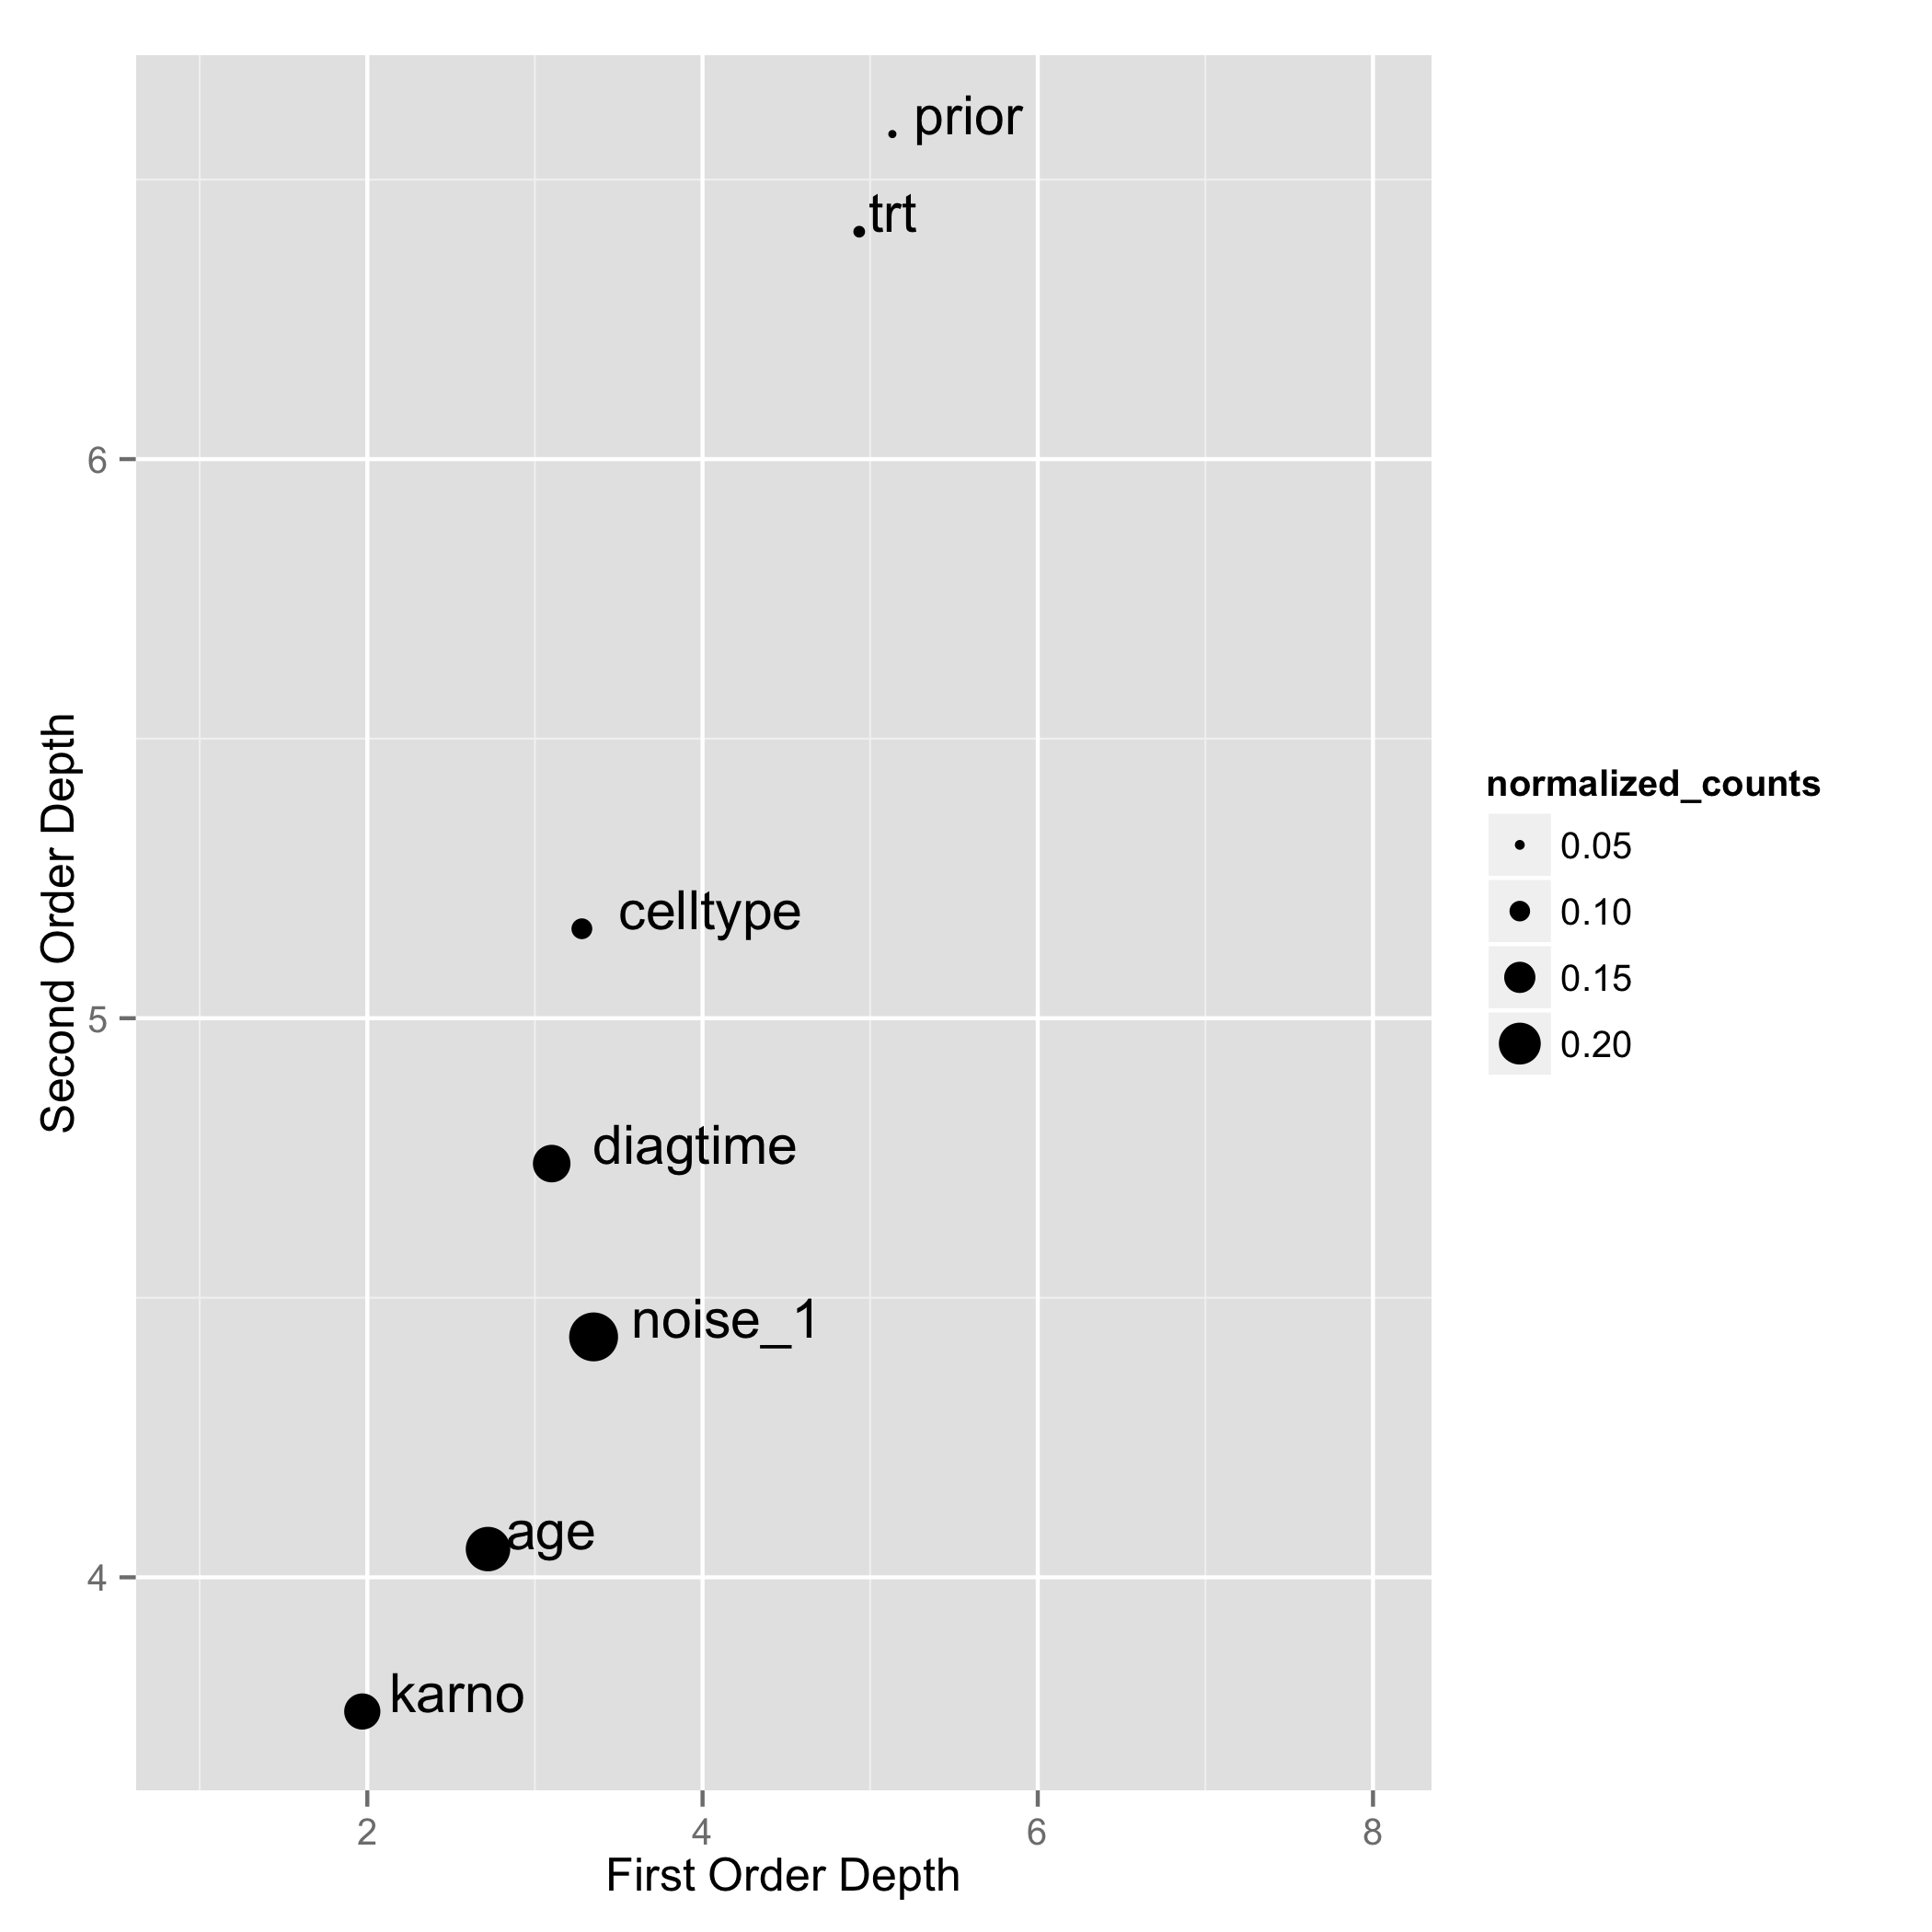 prior
trt
6
celltype
5
diagtime
noise_1
age
4
karno
2 4 6 8
First Order Depth
Second Order Depth
normalized_counts
0.05
0.10
0.15
0.20